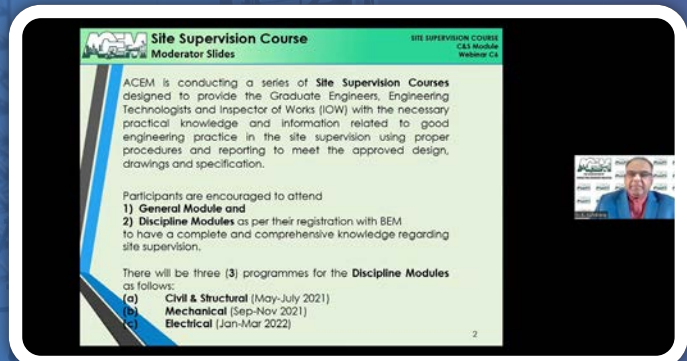 ACEM
Site Supervision Course
Moderator Slides
SITE SUPERVISION COURSE
C&S Module
Webinar C6
ACEM is conducting a series of Site Supervision Courses
designed to provide the Graduate Engineers, Engineering
Technologists and Inspector of Works (IOW) with the necessary
practical knowledge and information related to good
engineering practice in the site supervision using proper
procedures and reporting to meet the approved design,
drawings and specification.
Participants are encouraged to attend
1) General Module and
2) Discipline Modules as per their registration with BEM
to have a complete and comprehensive knowledge regarding
site supervision.
There will be three (3) programmes for the Discipline Modules
as follows:
(a) Civil & Structural (May-July 2021)
(b) Mechanical (Sep-Nov 2021)
(c) Electrical (Jan-Mar 2022)
2
ACEM